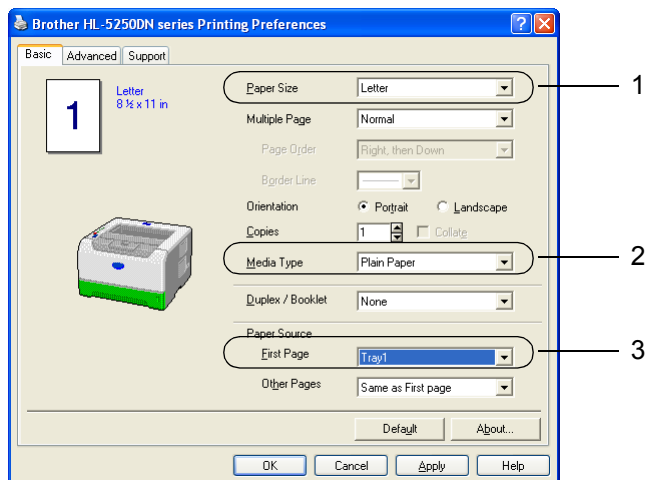 Brother HL-5250DN series Printing Preferences
Basic Advanced Support
1
Letter
8 ½ x 11 in
Paper Size Letter 1
Multiple Page Normal
Page Order Right, then Down
Border Line
Orientation Portrait Landscape
Copies 1 Collate
Media Type Plain Paper 2
Duplex / Booklet None
Paper Source
First Page Tray1 3
Other Pages Same as First page
Default About...
OK Cancel Apply Help